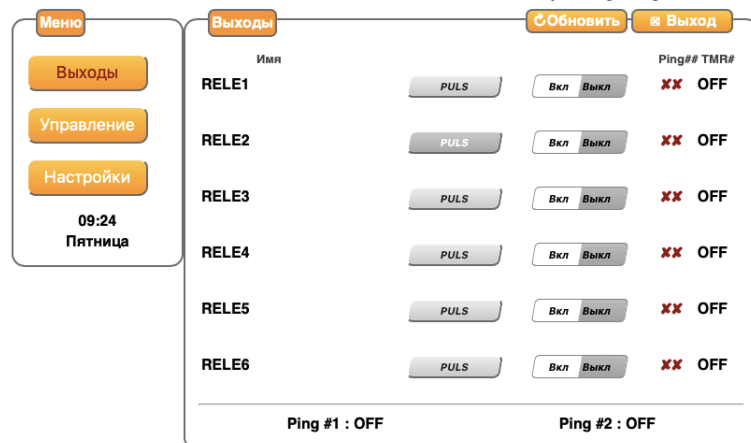 Меню
Выходы
Управление
Настройки
09:24
Пятница
Выходы
Обновить
Выход
Имя
Ping## TMR#
RELE1 PULS Вкл Выкл ✘✘ OFF
RELE2 PULS Вкл Выкл ✘✘ OFF
RELE3 PULS Вкл Выкл ✘✘ OFF
RELE4 PULS Вкл Выкл ✘✘ OFF
RELE5 PULS Вкл Выкл ✘✘ OFF
RELE6 PULS Вкл Выкл ✘✘ OFF
Ping #1 : OFF
Ping #2 : OFF